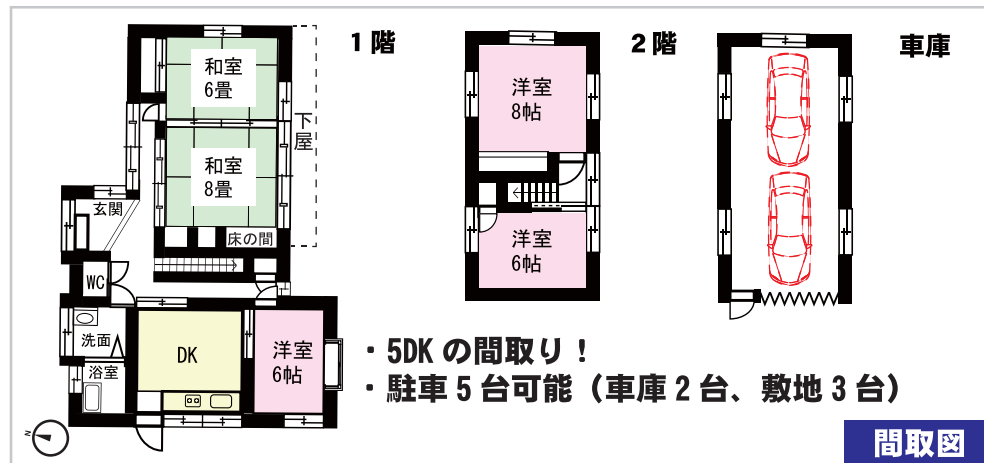 1階
和室
6畳
下屋
和室
8畳
玄関
床の間
WC
洗面
浴室
DK
洋室
6帖
N
2階
洋室
8帖
洋室
6帖
車庫
・5DKの間取り！
・駐車5台可能（車庫2台、敷地3台）
間取図